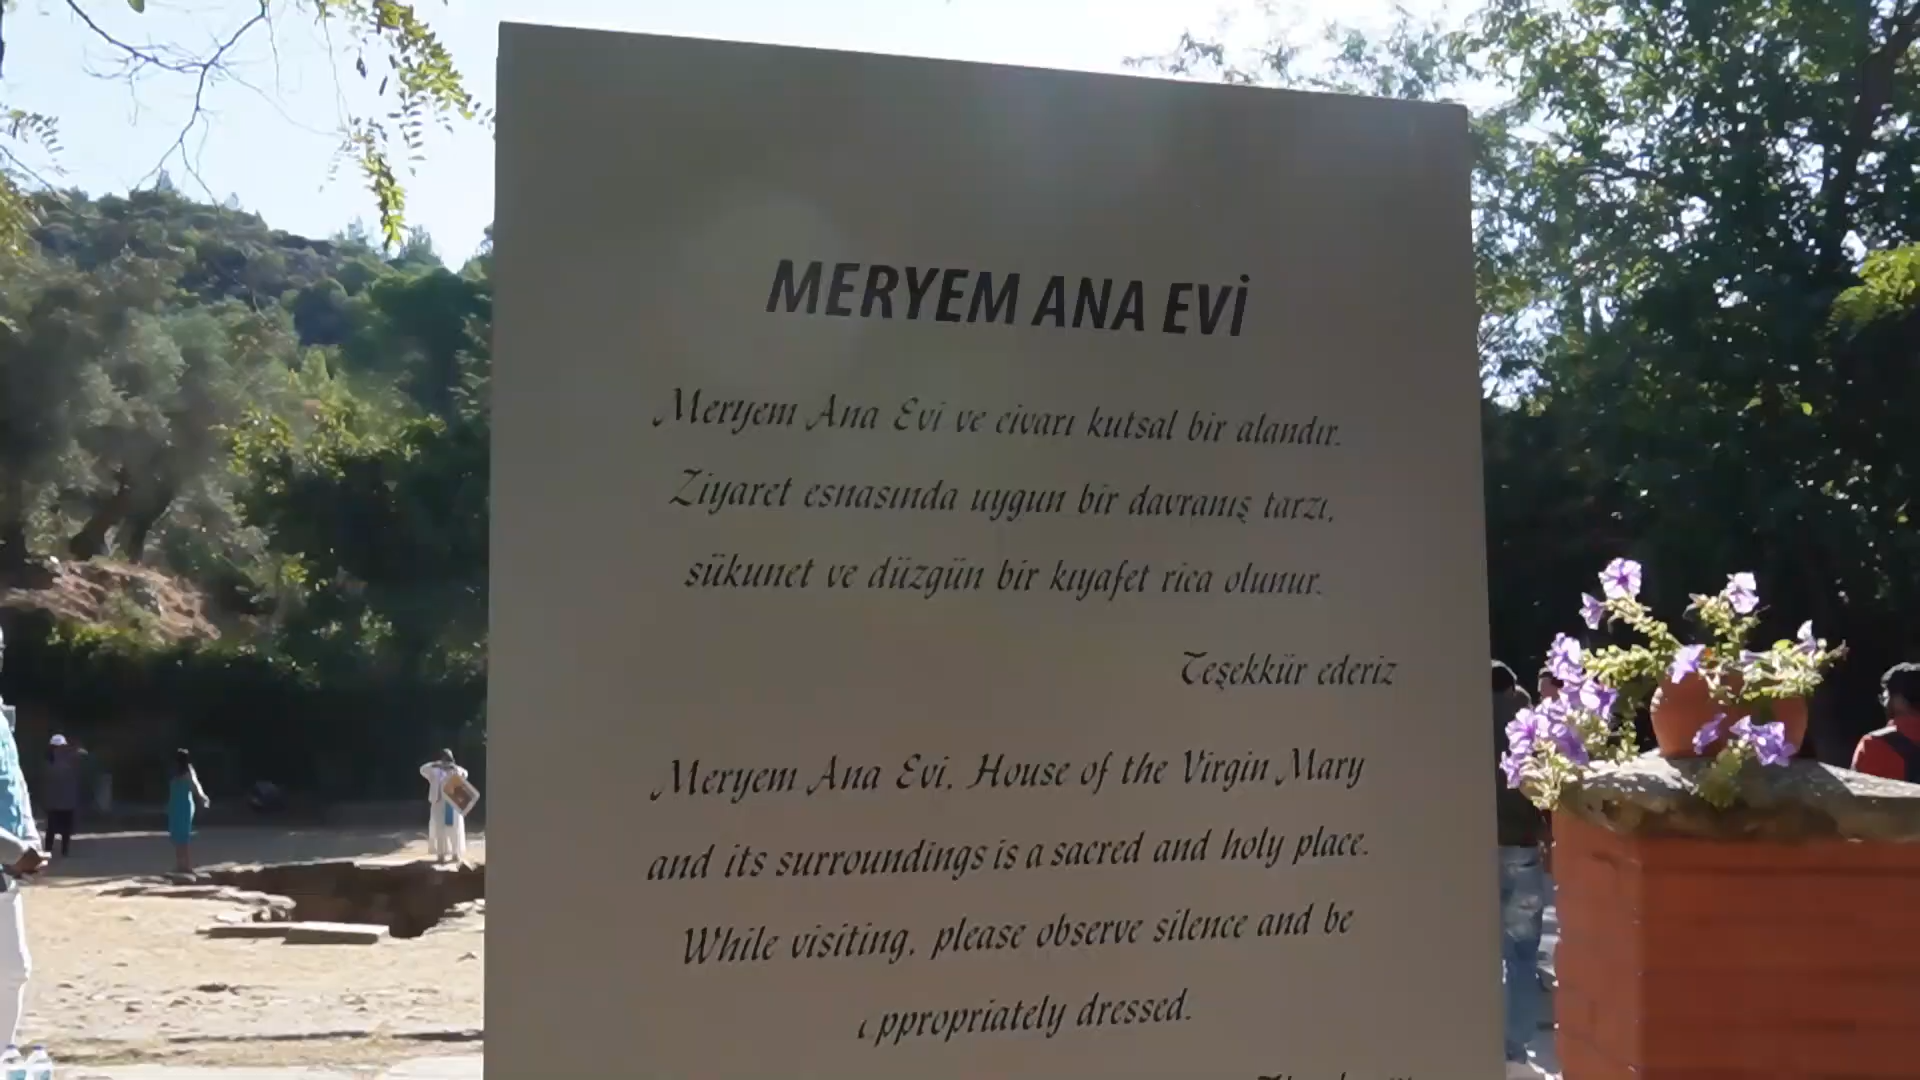 MERYEM ANA EVİ
Meryem Ana Evi ve civarı kutsal bir alandır.
Ziyaret esnasında uygun bir davranış tarzı,
sükunet ve düzgün bir kıyafet rica olunur.
Teşekkür ederiz
Meryem Ana Evi, House of the Virgin Mary
and its surroundings is a sacred and holy place.
While visiting, please observe silence and be
appropriately dressed.